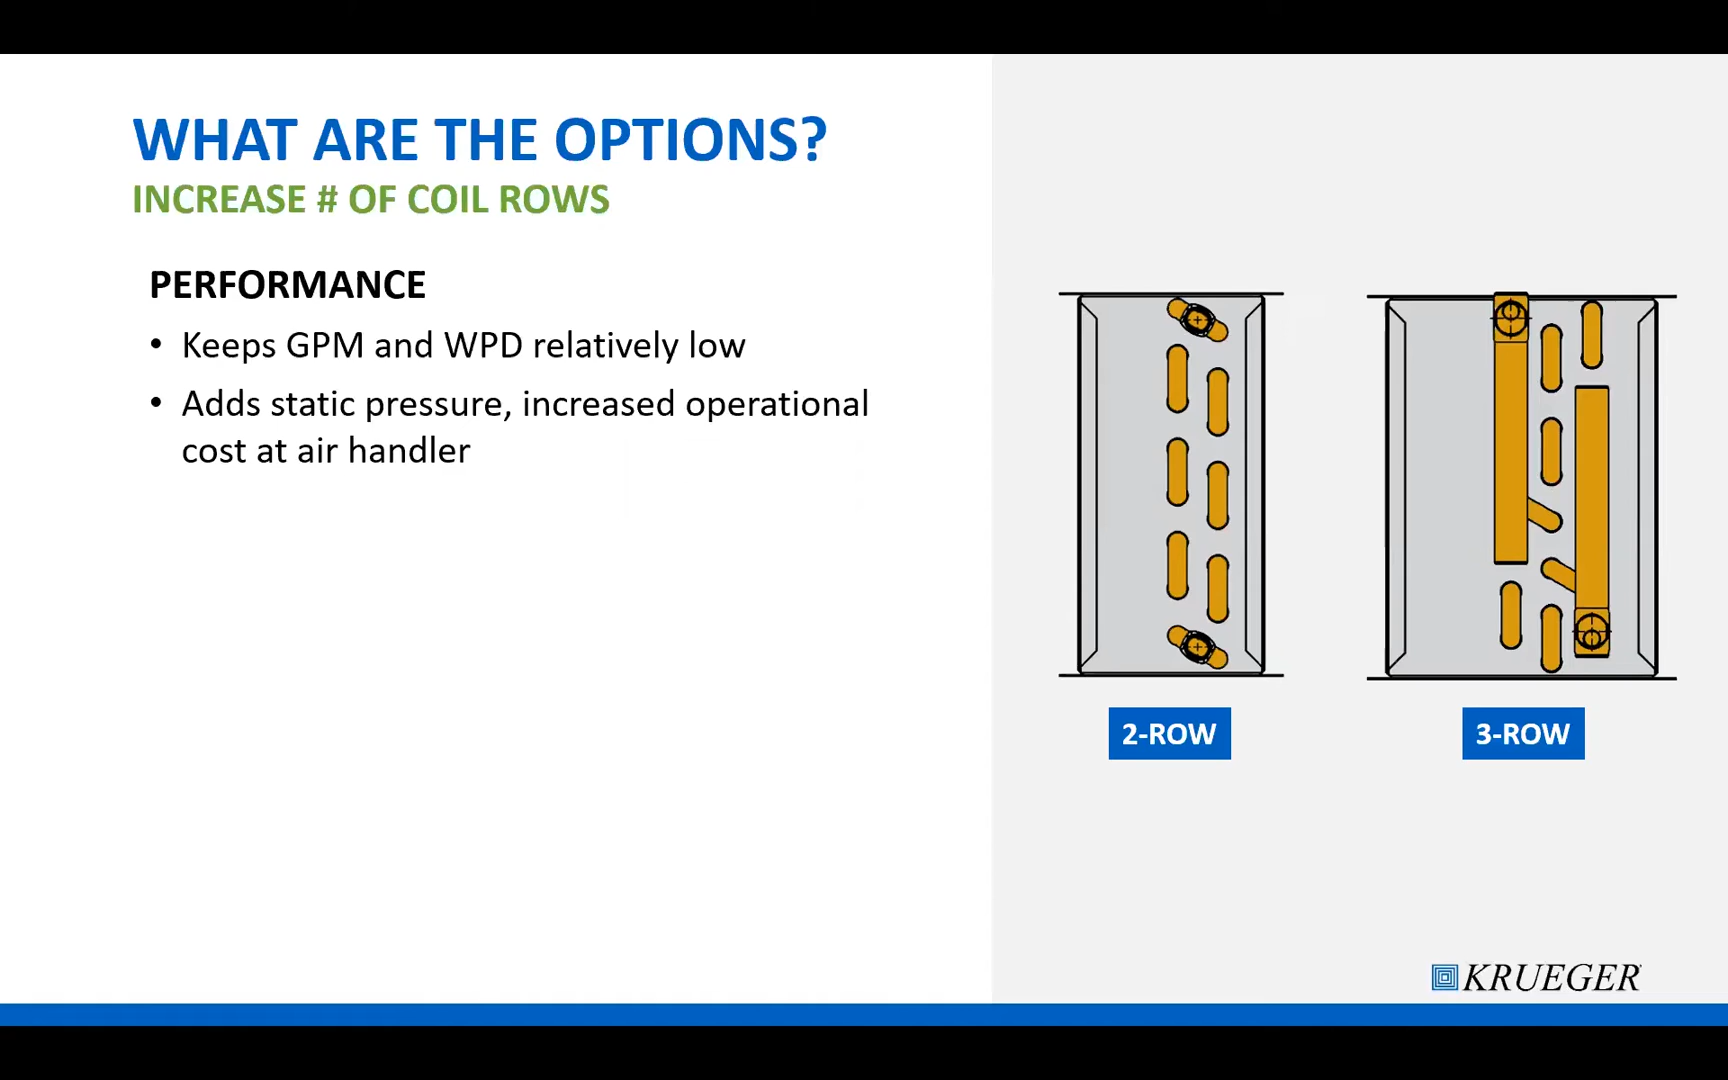 WHAT ARE THE OPTIONS?
INCREASE # OF COIL ROWS
PERFORMANCE
• Keeps GPM and WPD relatively low
• Adds static pressure, increased operational
cost at air handler
2-ROW
3-ROW
KRUEGER